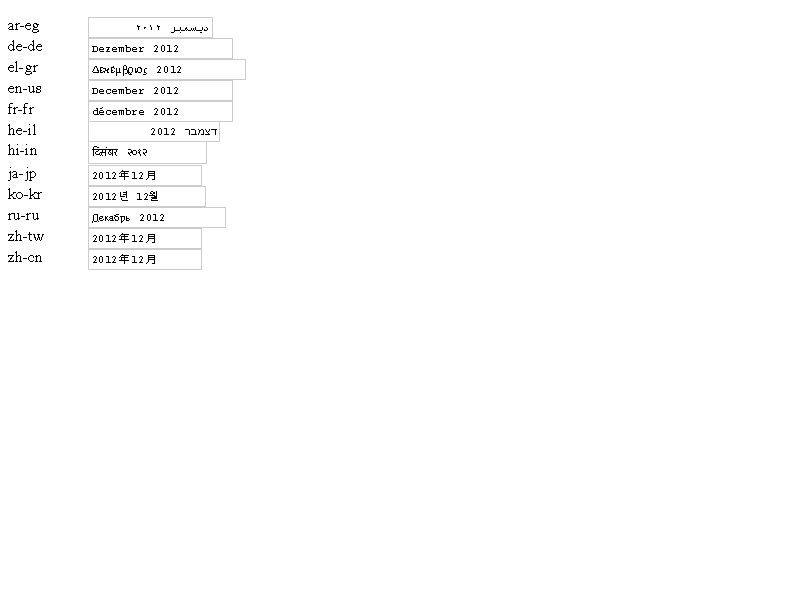 ar-eg ديسمبر ٢٠١٢
de-de Dezember 2012
el-gr Δεκέμβριος 2012
en-us December 2012
fr-fr décembre 2012
he-il דצמבר 2012
hi-in दिसंबर २०१२
ja-jp 2012年12月
ko-kr 2012년 12월
ru-ru Декабрь 2012
zh-tw 2012年12月
zh-cn 2012年12月